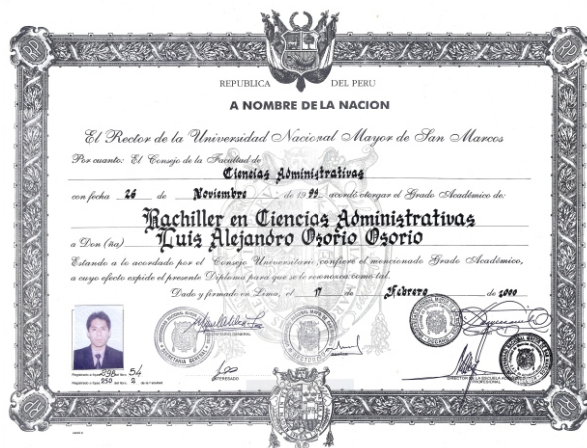 REPUBLICA DEL PERU
A NOMBRE DE LA NACION
El Rector de la Universidad Nacional Mayor de San Marcos
Por cuanto: El Consejo de la Facultad de
Ciencias Administrativas
con fecha 26 de Noviembre de 1999 acordó otorgar el Grado Académico de:
Bachiller en Ciencias Administrativas
a Don (ña) Luis Alejandro Osorio Osorio
Estando a lo acordado por el Consejo Universitario, confiere el mencionado Grado Académico,
a cuyo efecto expide el presente Diploma para que se le reconozca como tal.
Dado y firmado en Lima, el 17 de Febrero de 2000
SECRETARIA GENERAL
INTERESADO